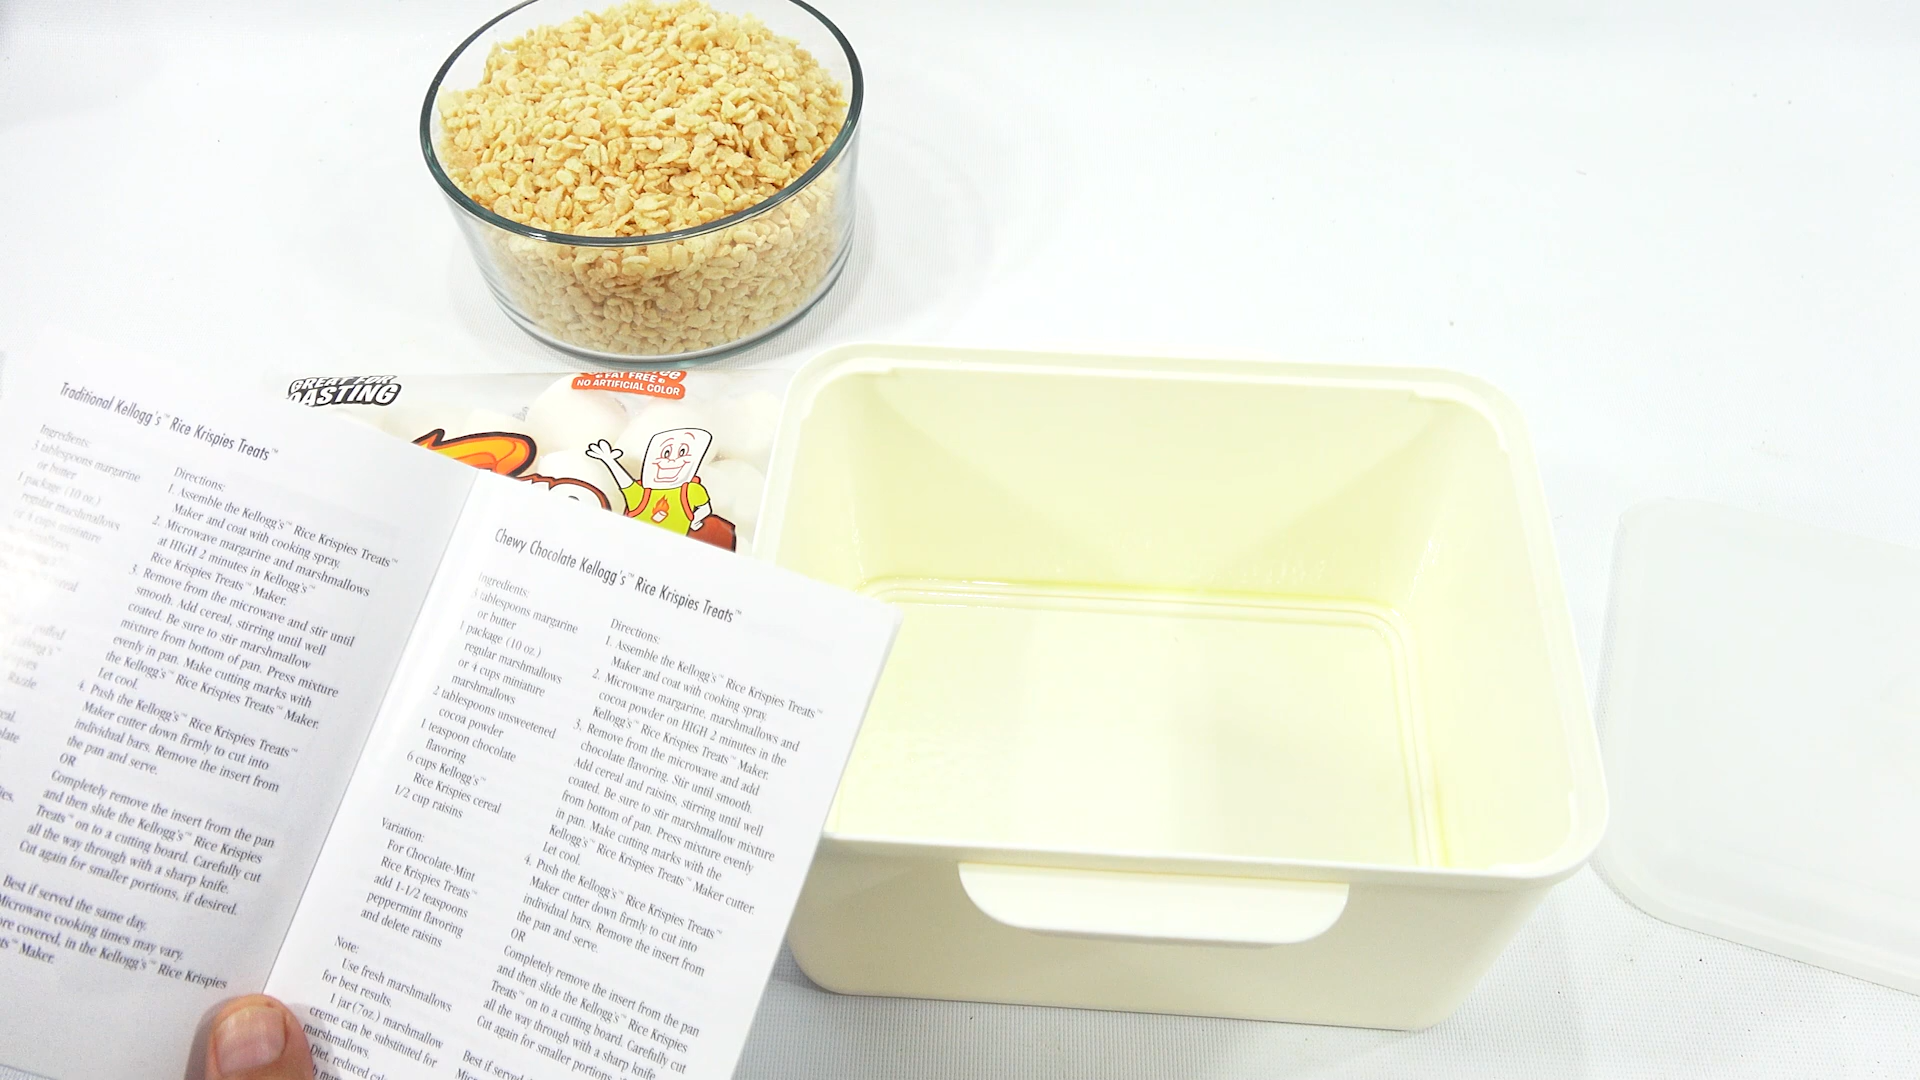 GREAT FOR
ROASTING
FAT FREE
NO ARTIFICIAL COLOR
Traditional Kellogg's™ Rice Krispies Treats™
Ingredients:
3 tablespoons margarine
or butter
1 package (10 oz.)
regular marshmallows
or 4 cups miniature
Directions:
1. Assemble the Kellogg's™ Rice Krispies Treats™
Maker and coat with cooking spray.
2. Microwave margarine and marshmallows
at HIGH 2 minutes in Kellogg's™
Rice Krispies Treats™ Maker.
3. Remove from the microwave and stir until
smooth. Add cereal, stirring until well
coated. Be sure to stir marshmallow
mixture from bottom of pan. Press mixture
evenly in pan. Make cutting marks with
the Kellogg's™ Rice Krispies Treats™ Maker.
Let cool.
4. Push the Kellogg's™ Rice Krispies Treats™
Maker cutter down firmly to cut into
individual bars. Remove the insert from
the pan and serve.
OR
Completely remove the insert from the pan
and then slide the Kellogg's™ Rice Krispies
Treats™ on to a cutting board. Carefully cut
all the way through with a sharp knife.
Cut again for smaller portions, if desired.
Best if served the same day.
Microwave cooking times may vary.
covered, in the Kellogg's™ Rice Krispies
Maker.
Chewy Chocolate Kellogg's™ Rice Krispies Treats™
Ingredients:
3 tablespoons margarine
or butter
1 package (10 oz.)
regular marshmallows
or 4 cups miniature
marshmallows
2 tablespoons unsweetened
cocoa powder
1 teaspoon chocolate
flavoring
6 cups Kellogg's™
Rice Krispies cereal
1/2 cup raisins
Variation:
For Chocolate-Mint
Rice Krispies Treats™
add 1-1/2 teaspoons
peppermint flavoring
and delete raisins
Note:
Use fresh marshmallows
for best results.
1 jar (7oz.) marshmallow
creme can be substituted for
marshmallows.
Diet, reduced
Directions:
1. Assemble the Kellogg's™ Rice Krispies Treats™
Maker and coat with cooking spray.
2. Microwave margarine, marshmallows and
cocoa powder on HIGH 2 minutes in the
Kellogg's™ Rice Krispies Treats™ Maker.
3. Remove from the microwave and add
chocolate flavoring. Stir until smooth.
Add cereal and raisins, stirring until well
coated. Be sure to stir marshmallow mixture
from bottom of pan. Press mixture evenly
in pan. Make cutting marks with the
Kellogg's™ Rice Krispies Treats™ Maker cutter.
Let cool.
4. Push the Kellogg's™ Rice Krispies Treats™
Maker cutter down firmly to cut into
individual bars. Remove the insert from
the pan and serve.
OR
Completely remove the insert from the pan
and then slide the Kellogg's™ Rice Krispies
Treats™ on to a cutting board. Carefully cut
all the way through with a sharp knife.
Cut again for smaller portions,
Best if served